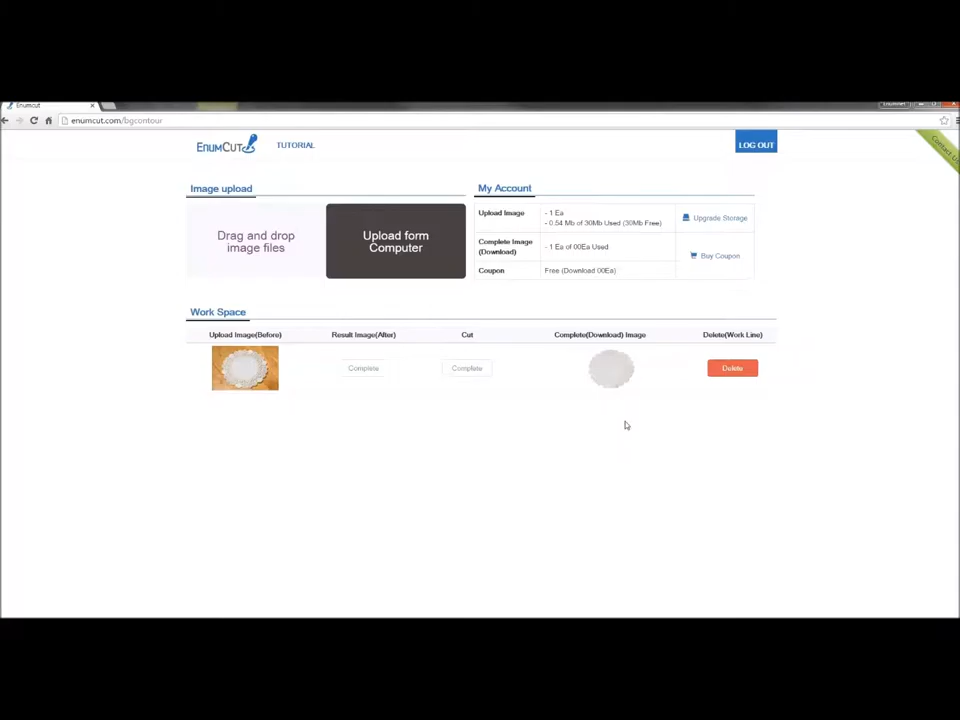 Enumcut
enumcut.com/bgcontour
ENUMCUT
TUTORIAL
LOG OUT
Contact Us
Image upload
Drag and drop
image files
Upload form
Computer
My Account
Upload Image
- 1 Ea
- 0.54 Mb of 30Mb Used (30Mb Free)
Upgrade Storage
Complete Image
(Download)
- 1 Ea of 00Ea Used
Buy Coupon
Coupon
Free (Download 00Ea)
Work Space
Upload Image(Before)
Result Image(After)
Cut
Complete(Download) Image
Delete(Work Line)
Complete
Complete
Delete